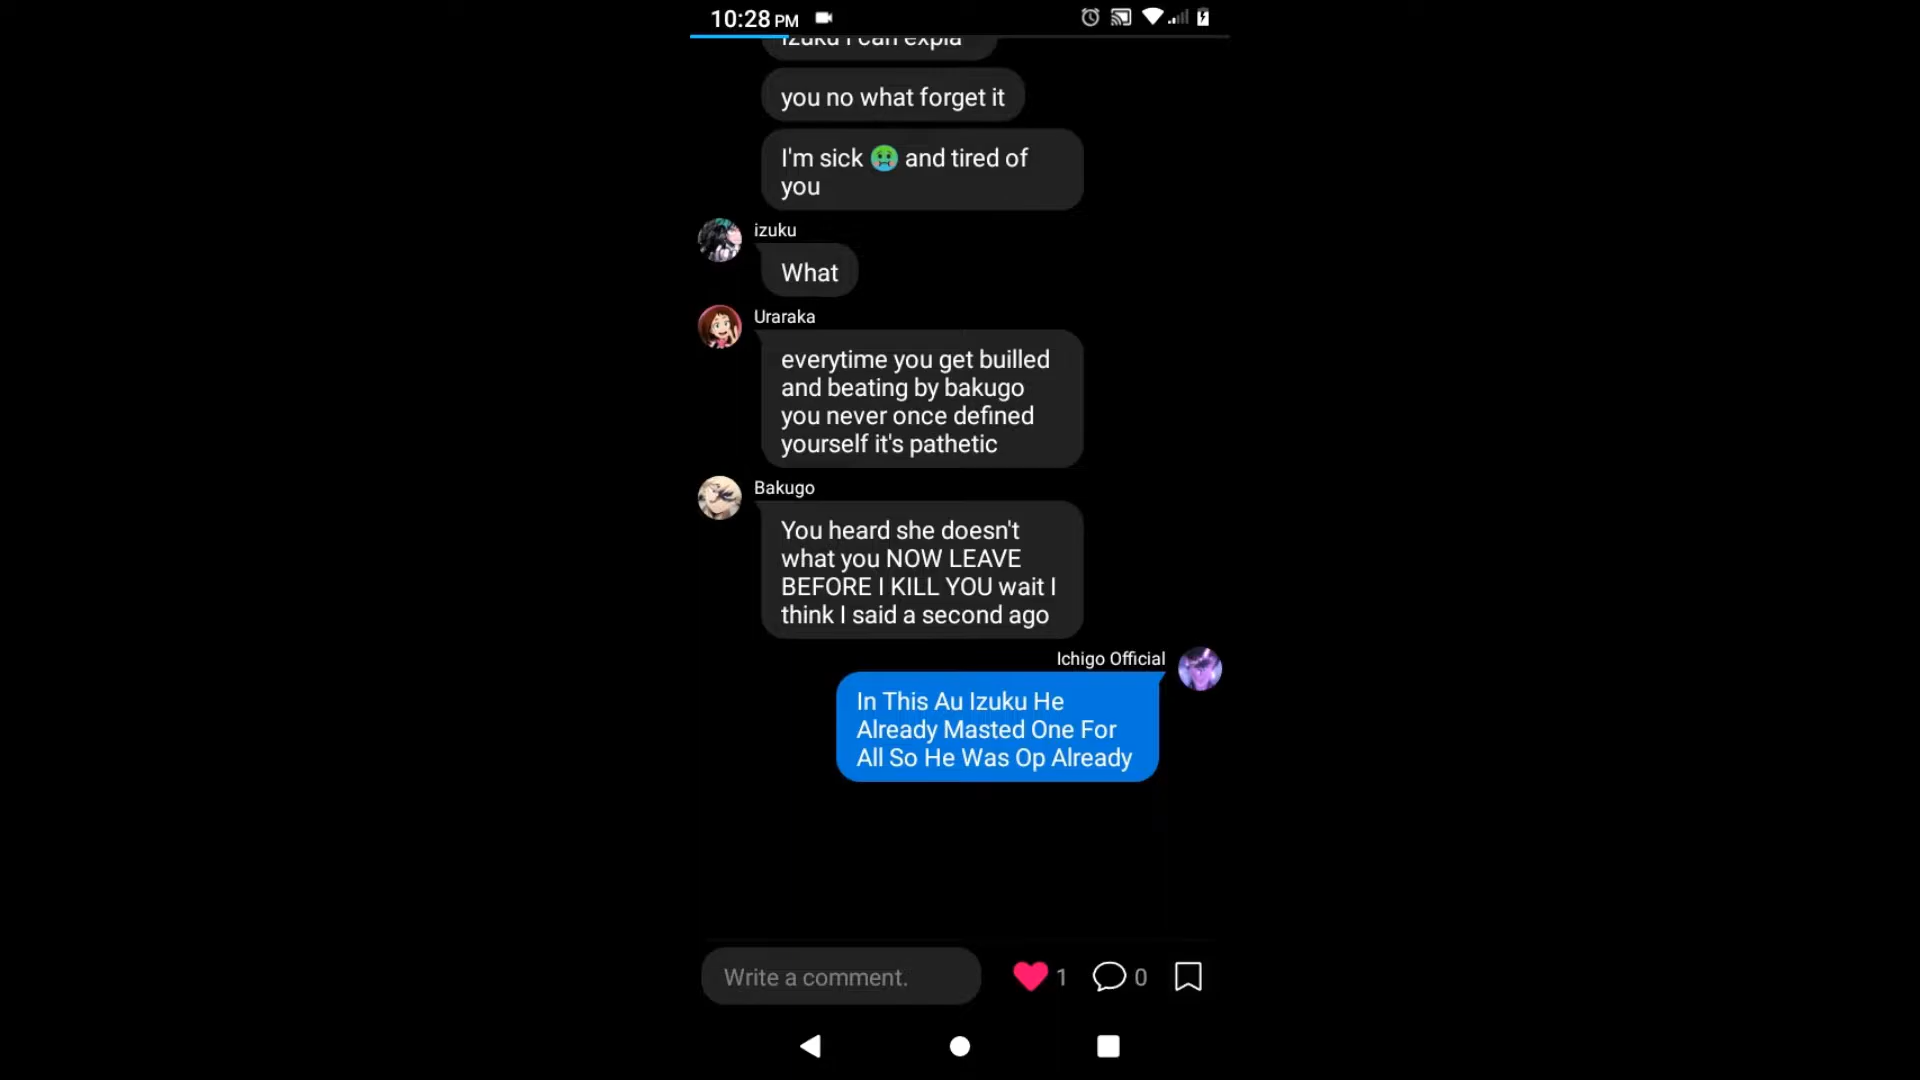 10:28 PM
izuku I can expla
you no what forget it
I'm sick 🤢 and tired of
you
izuku
What
Uraraka
everytime you get builled
and beating by bakugo
you never once defined
yourself it's pathetic
Bakugo
You heard she doesn't
what you NOW LEAVE
BEFORE I KILL YOU wait I
think I said a second ago
Ichigo Official
In This Au Izuku He
Already Masted One For
All So He Was Op Already
Write a comment.
1
0